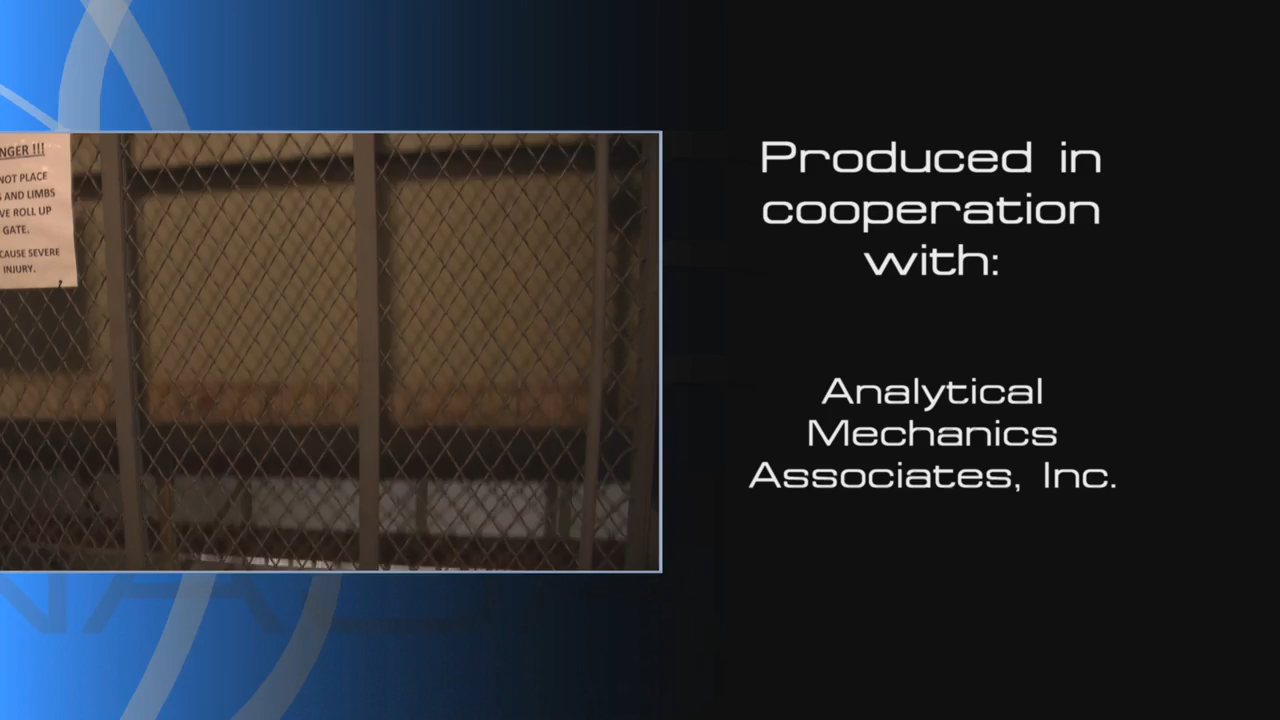 NGER !!!
NOT PLACE
AND LIMBS
VE ROLL UP
GATE.
CAUSE SEVERE
INJURY.
Produced in
cooperation
with:
Analytical
Mechanics
Associates, Inc.